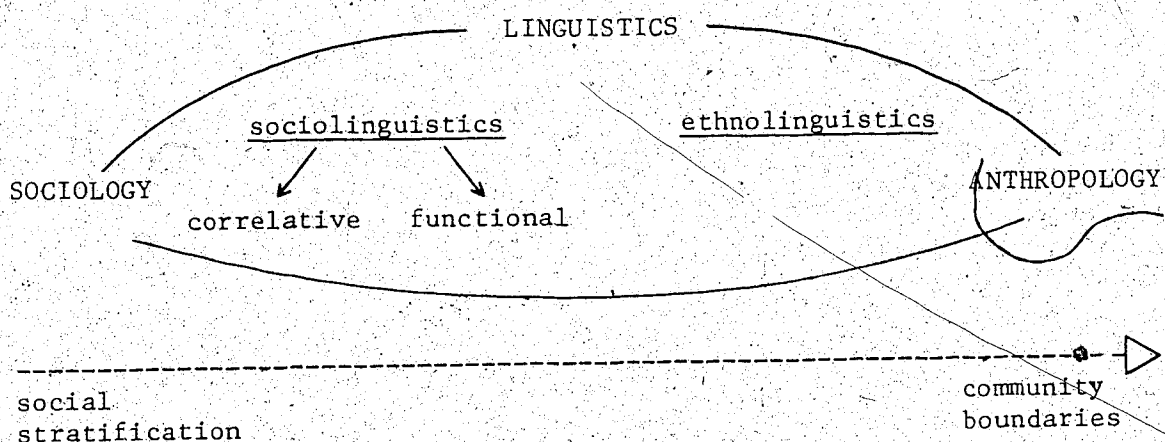 LINGUISTICS
sociolinguistics ethnolinguistics
SOCIOLOGY ANTHROPOLOGY
correlative functional
social stratification
community boundaries